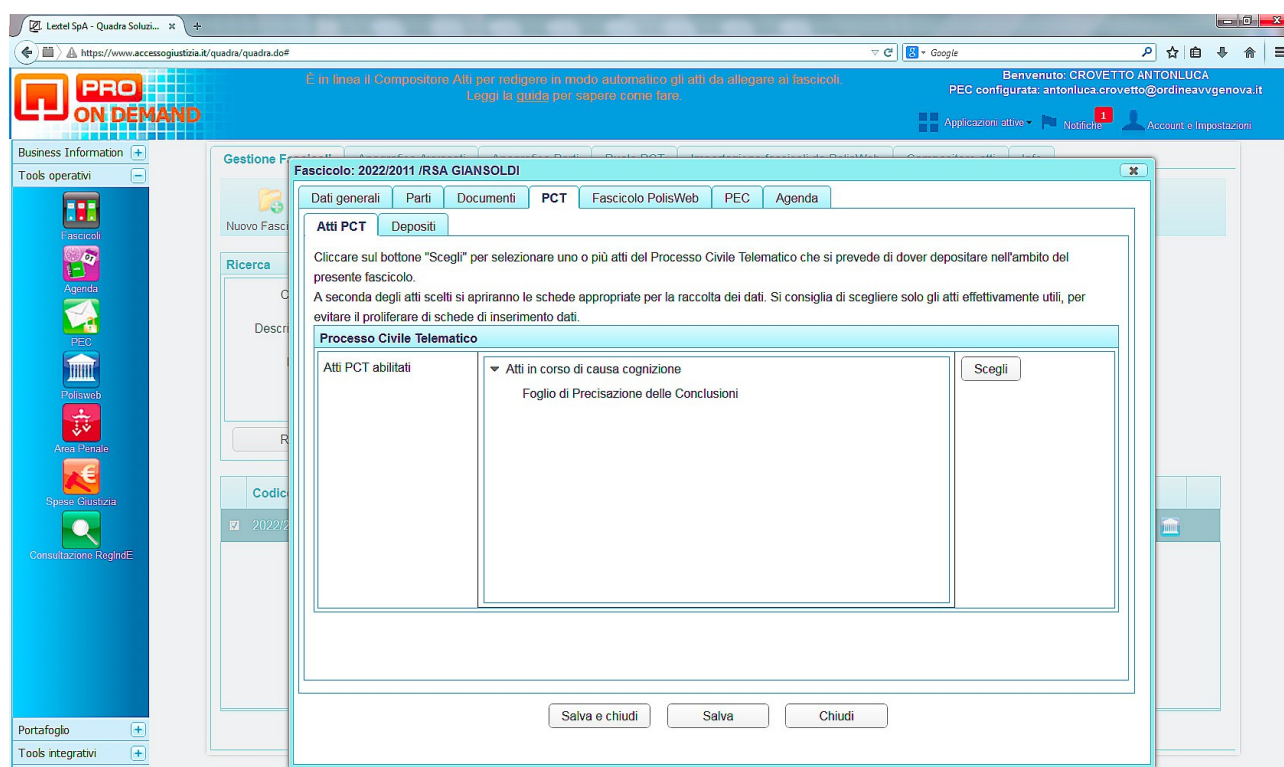 Lextel SpA - Quadra Soluzi... × +
https://www.accessogiustizia.it/quadra/quadra.do#
Google
PRO
ON DEMAND
È in linea il Compositore Atti per redigere in modo automatico gli atti da allegare ai fascicoli.
Leggi la guida per sapere come fare.
Benvenuto: CROVETTO ANTONLUCA
PEC configurata: antonluca.crovetto@ordineavvgenova.it
Applicazioni attive
Notifiche
1
Account e Impostazioni
Business Information
Tools operativi
Fascicoli
Agenda
PEC
Polisweb
Area Penale
Spese Giustizia
Consultazione RegIndE
Portafoglio
Tools integrativi
Gestione
Nuovo Fasci
Ricerca
C
Descri
R
Codice
2022/2
Fascicolo: 2022/2011 /RSA GIANSOLDI
Dati generali Parti Documenti PCT Fascicolo PolisWeb PEC Agenda
Atti PCT Depositi
Cliccare sul bottone "Scegli" per selezionare uno o più atti del Processo Civile Telematico che si prevede di dover depositare nell'ambito del
presente fascicolo.
A seconda degli atti scelti si apriranno le schede appropriate per la raccolta dei dati. Si consiglia di scegliere solo gli atti effettivamente utili, per
evitare il proliferare di schede di inserimento dati.
Processo Civile Telematico
Atti PCT abilitati
Atti in corso di causa cognizione
Foglio di Precisazione delle Conclusioni
Scegli
Salva e chiudi Salva Chiudi